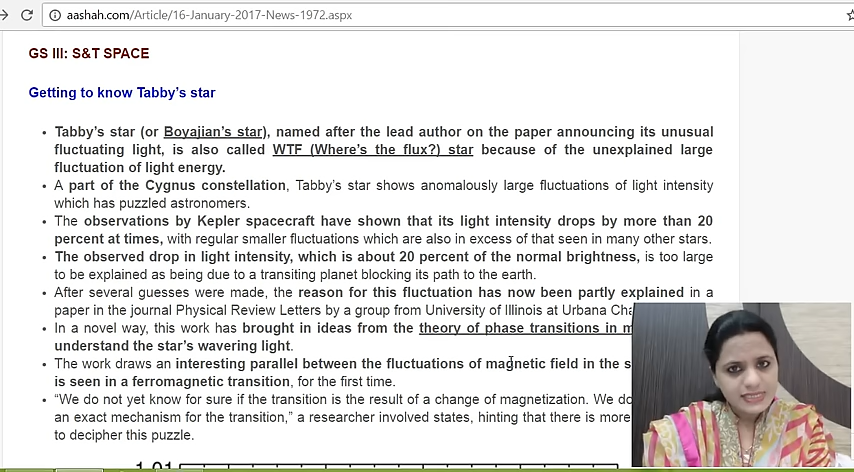 aashah.com/Article/16-January-2017-News-1972.aspx
GS III: S&T SPACE
Getting to know Tabby's star
• Tabby's star (or Boyajian's star), named after the lead author on the paper announcing its unusual
fluctuating light, is also called WTF (Where's the flux?) star because of the unexplained large
fluctuation of light energy.
• A part of the Cygnus constellation, Tabby's star shows anomalously large fluctuations of light intensity
which has puzzled astronomers.
• The observations by Kepler spacecraft have shown that its light intensity drops by more than 20
percent at times, with regular smaller fluctuations which are also in excess of that seen in many other stars.
• The observed drop in light intensity, which is about 20 percent of the normal brightness, is too large
to be explained as being due to a transiting planet blocking its path to the earth.
• After several guesses were made, the reason for this fluctuation has now been partly explained in a
paper in the journal Physical Review Letters by a group from University of Illinois at Urbana
• In a novel way, this work has brought in ideas from the theory of phase transitions in
understand the star's wavering light.
• The work draws an interesting parallel between the fluctuations of magnetic field in the
is seen in a ferromagnetic transition, for the first time.
• "We do not yet know for sure if the transition is the result of a change of magnetization. We
an exact mechanism for the transition," a researcher involved states, hinting that there is more
to decipher this puzzle.
1.01